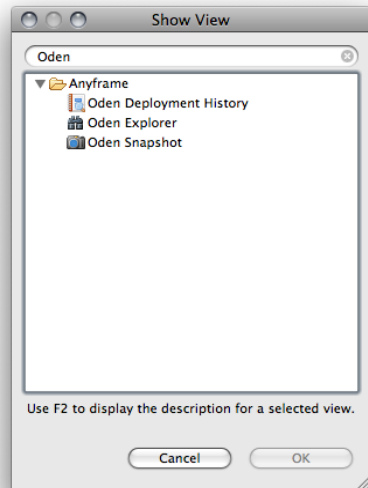 Show View
Oden
Anyframe
Oden Deployment History
Oden Explorer
Oden Snapshot
Use F2 to display the description for a selected view.
Cancel OK